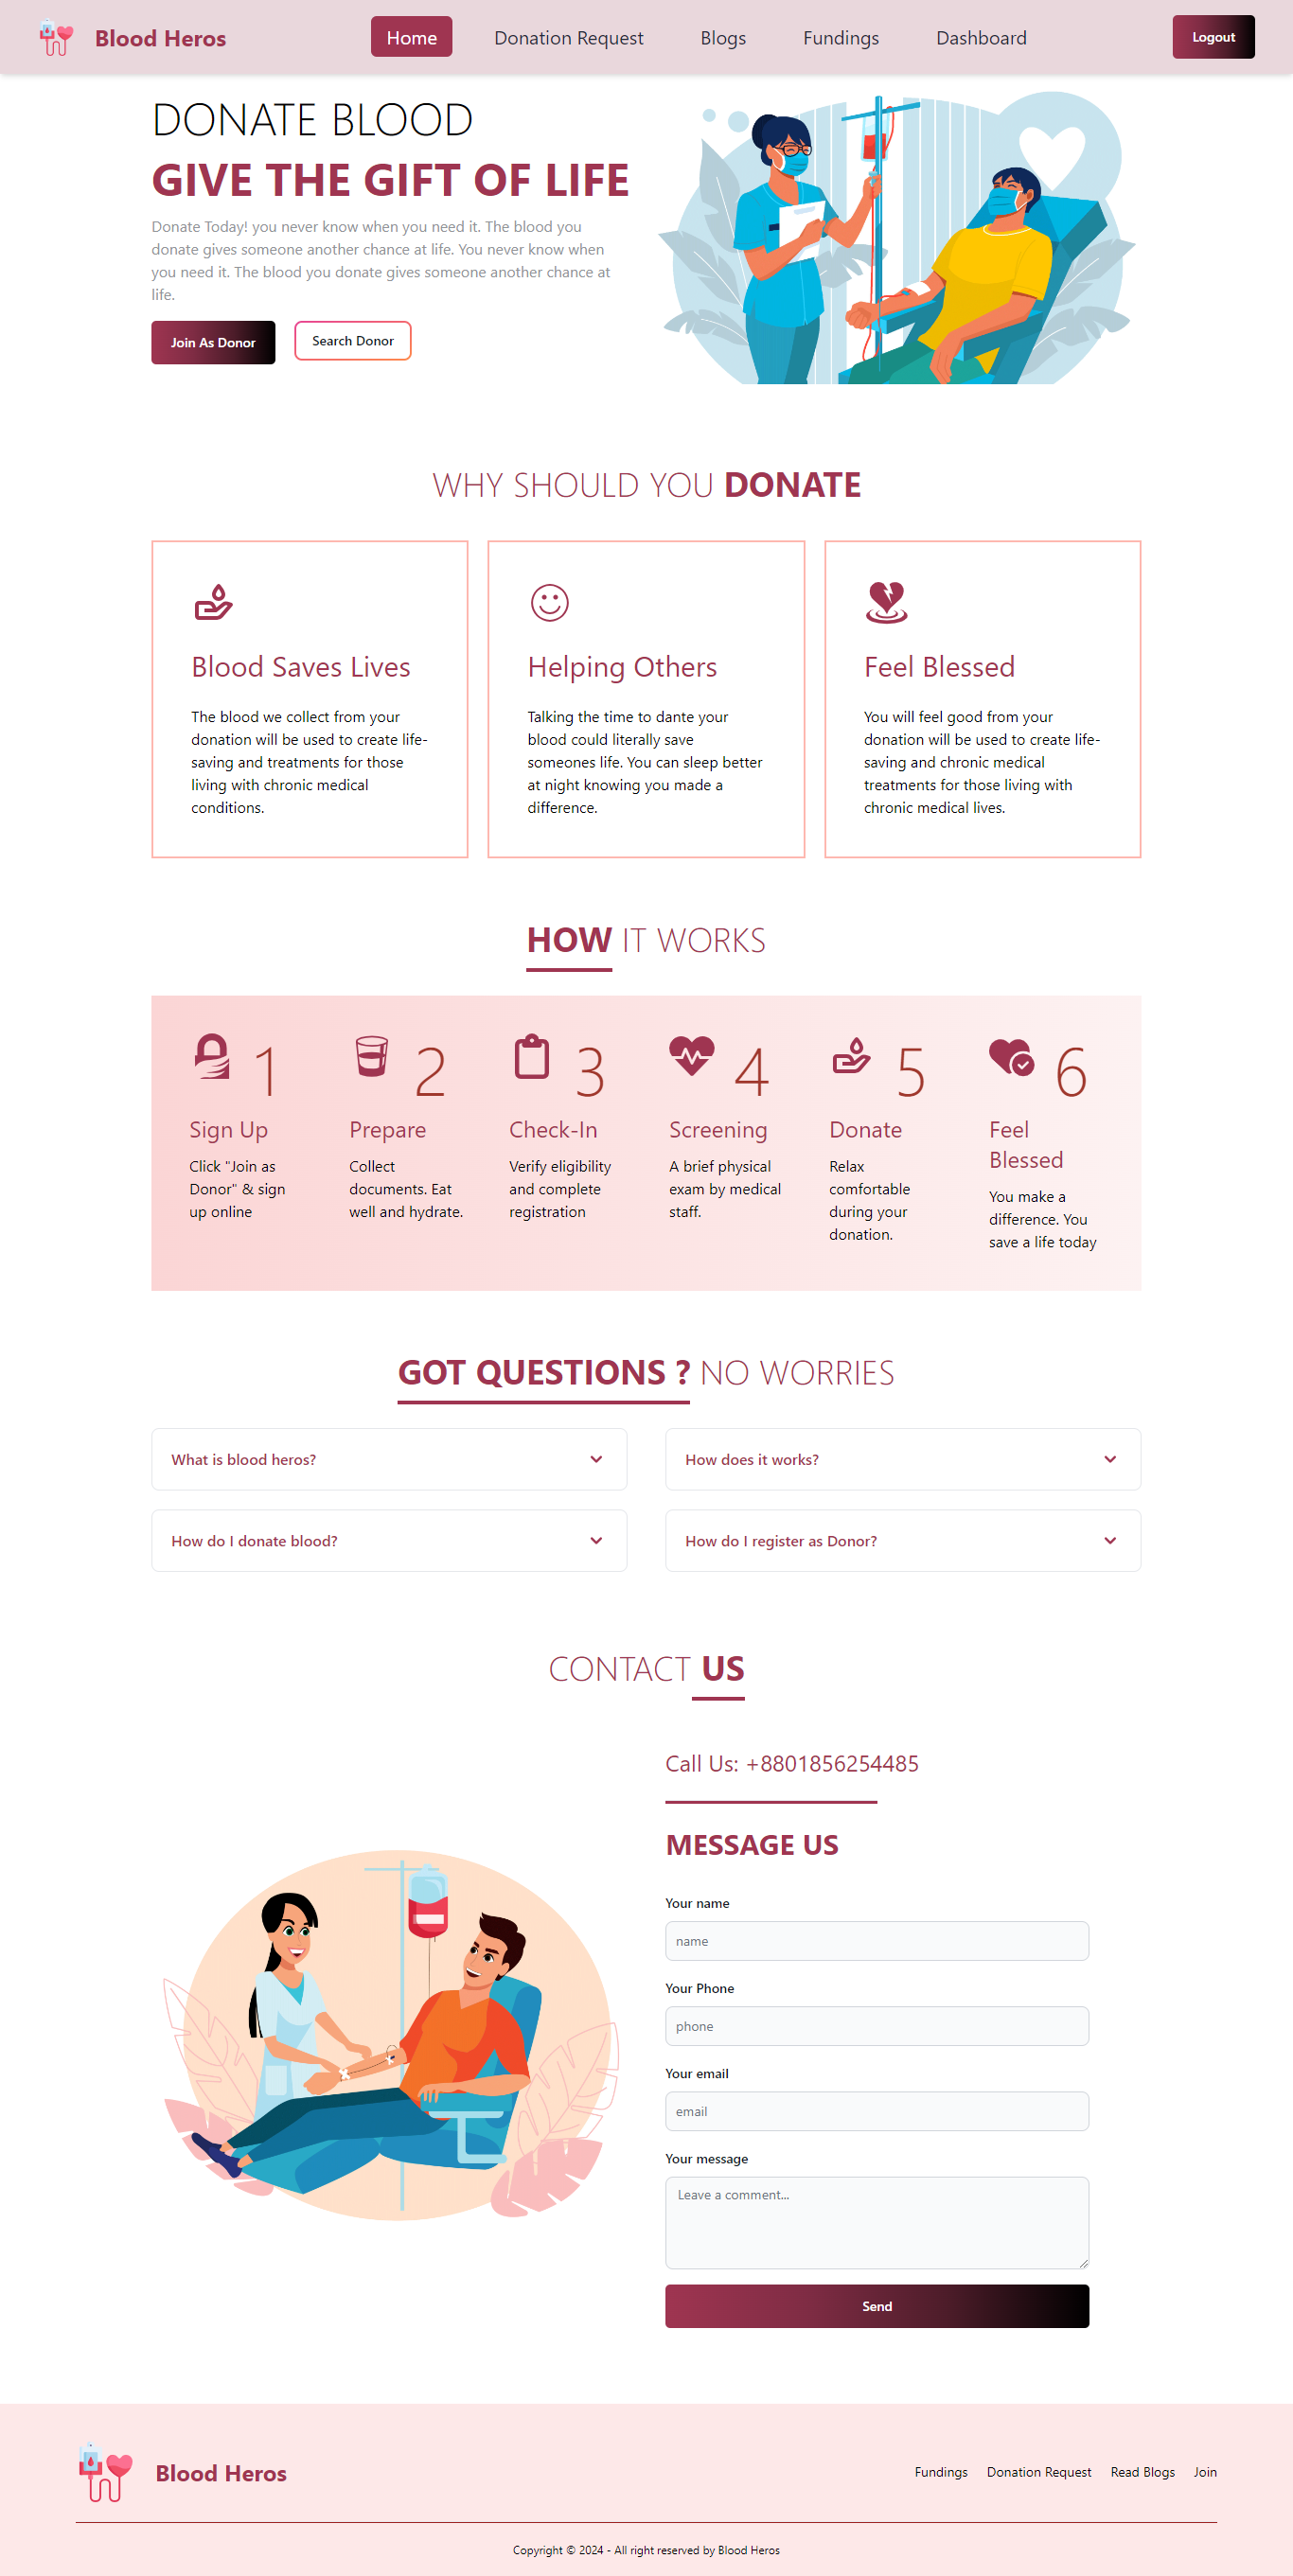 Blood Heros
Home
Donation Request
Blogs
Fundings
Dashboard
Logout
DONATE BLOOD
GIVE THE GIFT OF LIFE
Donate Today! you never know when you need it. The blood you
donate gives someone another chance at life. You never know when
you need it. The blood you donate gives someone another chance at
life.
Join As Donor
Search Donor
WHY SHOULD YOU DONATE
Blood Saves Lives
The blood we collect from your
donation will be used to create life-
saving and treatments for those
living with chronic medical
conditions.
Helping Others
Talking the time to dante your
blood could literally save
someones life. You can sleep better
at night knowing you made a
difference.
Feel Blessed
You will feel good from your
donation will be used to create life-
saving and chronic medical
treatments for those living with
chronic medical lives.
HOW IT WORKS
1
Sign Up
Click "Join as
Donor" & sign
up online
2
Prepare
Collect
documents. Eat
well and hydrate.
3
Check-In
Verify eligibility
and complete
registration
4
Screening
A brief physical
exam by medical
staff.
5
Donate
Relax
comfortable
during your
donation.
6
Feel
Blessed
You make a
difference. You
save a life today
GOT QUESTIONS ? NO WORRIES
What is blood heros?
How does it works?
How do I donate blood?
How do I register as Donor?
CONTACT US
Call Us: +8801856254485
MESSAGE US
Your name
name
Your Phone
phone
Your email
email
Your message
Leave a comment...
Send
Blood Heros
Fundings
Donation Request
Read Blogs
Join
Copyright © 2024 - All right reserved by Blood Heros